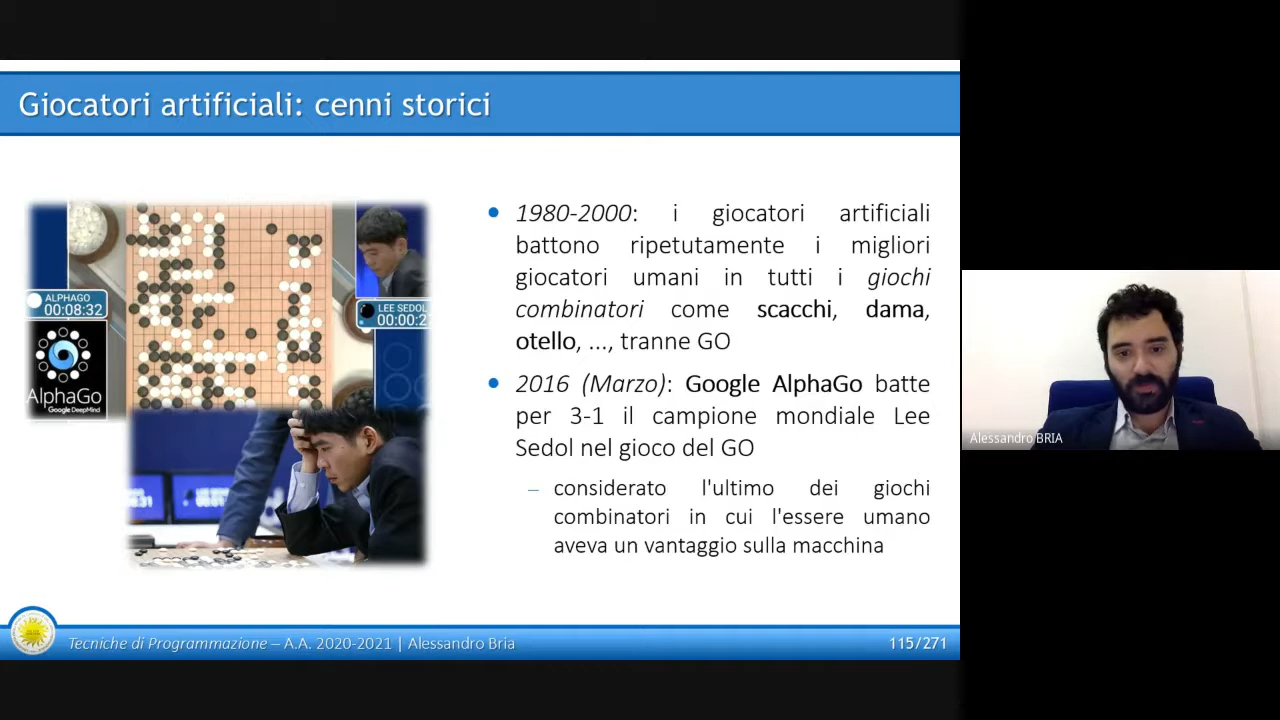 Giocatori artificiali: cenni storici
ALPHAGO
00:08:32
AlphaGo
Google DeepMind
LEE SEDOL
• 1980-2000: i giocatori artificiali
battono ripetutamente i migliori
giocatori umani in tutti i giochi
combinatori come scacchi, dama,
otello, ..., tranne GO
• 2016 (Marzo): Google AlphaGo batte
per 3-1 il campione mondiale Lee
Sedol nel gioco del GO
– considerato l'ultimo dei giochi
combinatori in cui l'essere umano
aveva un vantaggio sulla macchina
Alessandro BRIA
Tecniche di Programmazione – A.A. 2020-2021 | Alessandro Bria
115/271